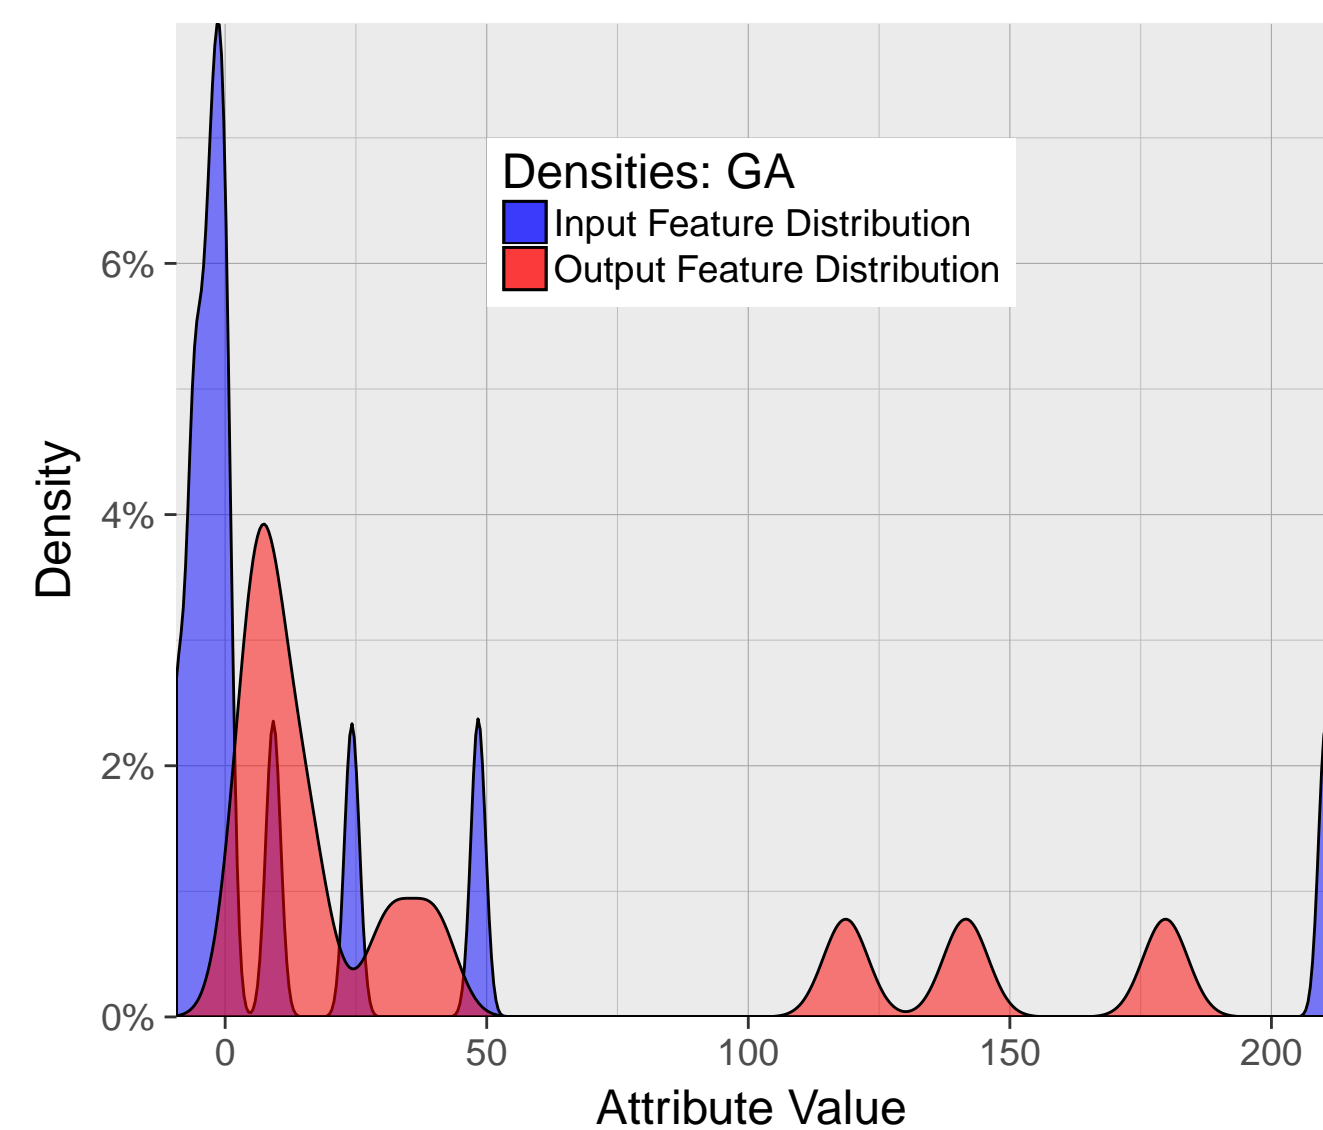 Densities: GA
Input Feature Distribution
Output Feature Distribution
6%
4%
2%
0%
Density
0 50 100 150 200
Attribute Value